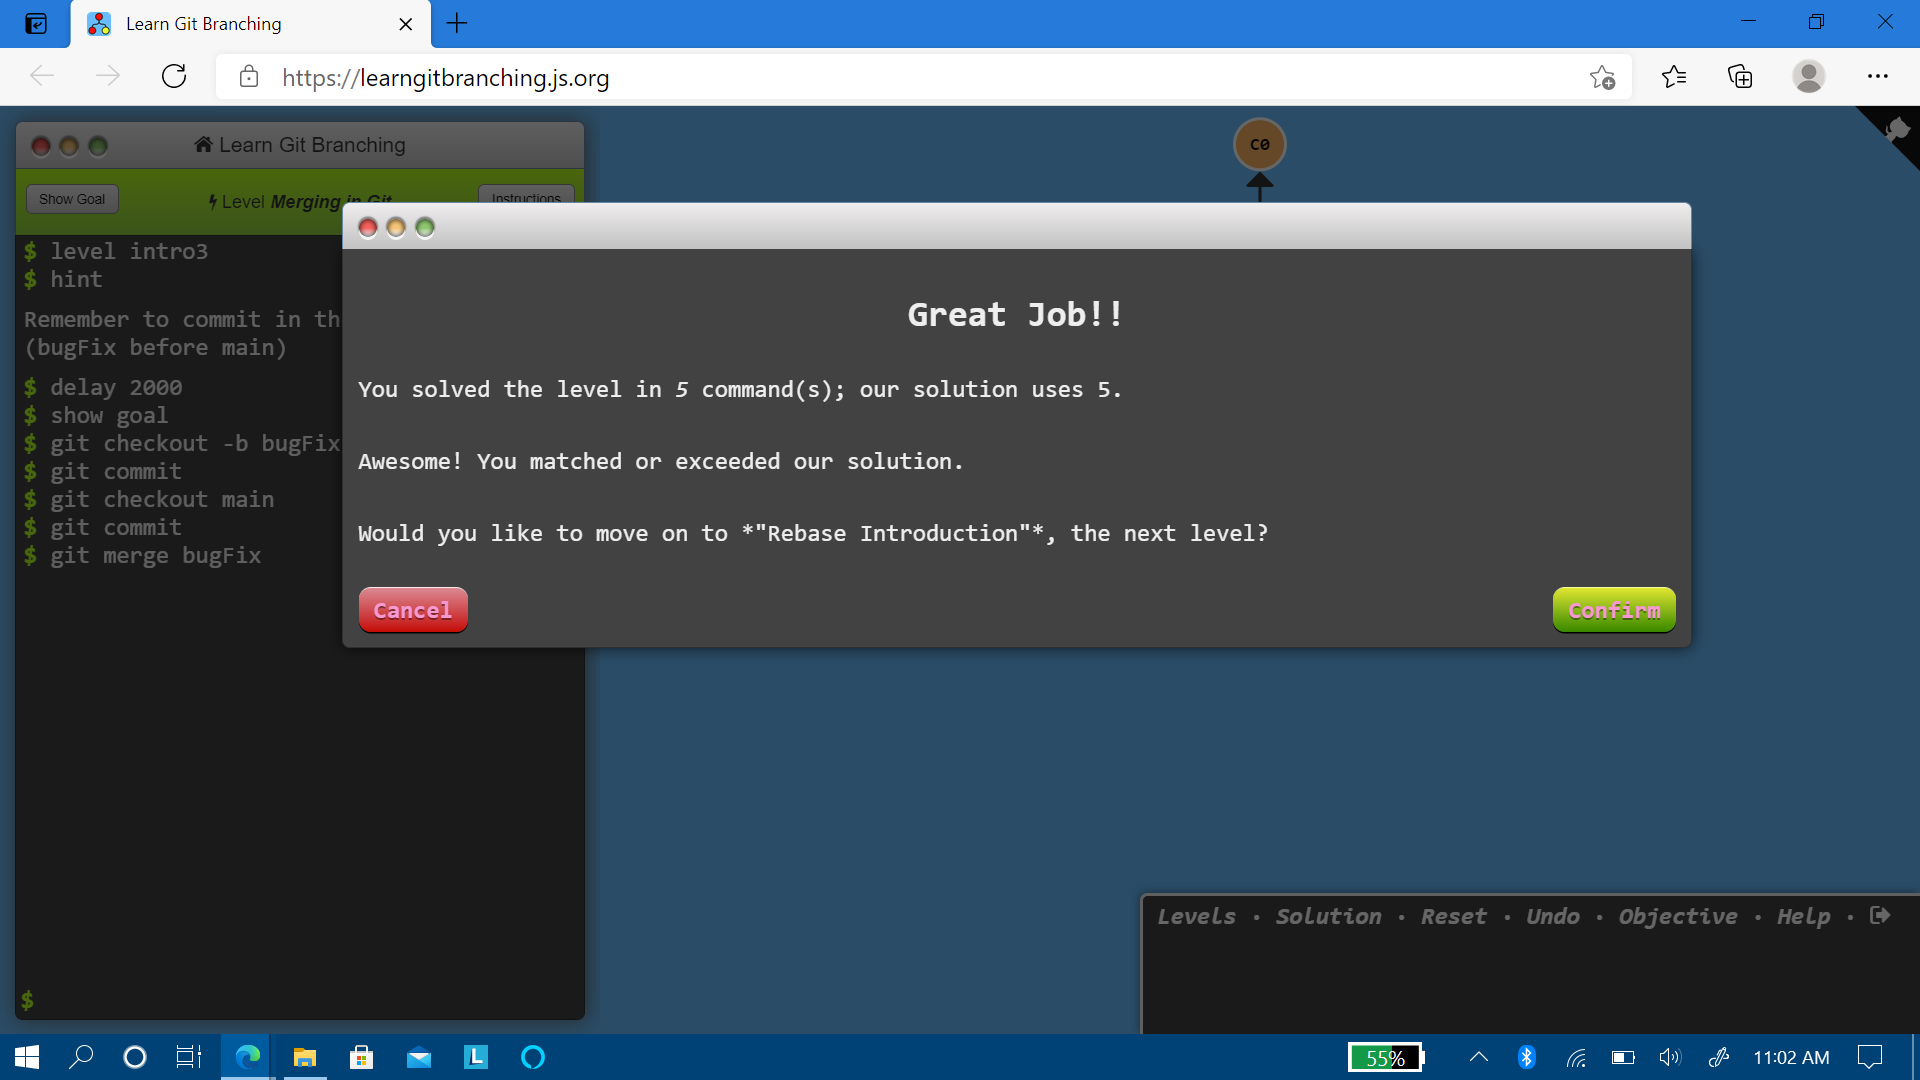 Learn Git Branching
https://learngitbranching.js.org
Learn Git Branching
Show Goal
Level Merging in Git
Instructions
$ level intro3
$ hint
Remember to commit in th
(bugFix before main)
$ delay 2000
$ show goal
$ git checkout -b bugFix
$ git commit
$ git checkout main
$ git commit
$ git merge bugFix
$
C0
Great Job!!
You solved the level in 5 command(s); our solution uses 5.
Awesome! You matched or exceeded our solution.
Would you like to move on to *"Rebase Introduction"*, the next level?
Cancel
Confirm
Levels · Solution · Reset · Undo · Objective · Help ·
L
55%
11:02 AM